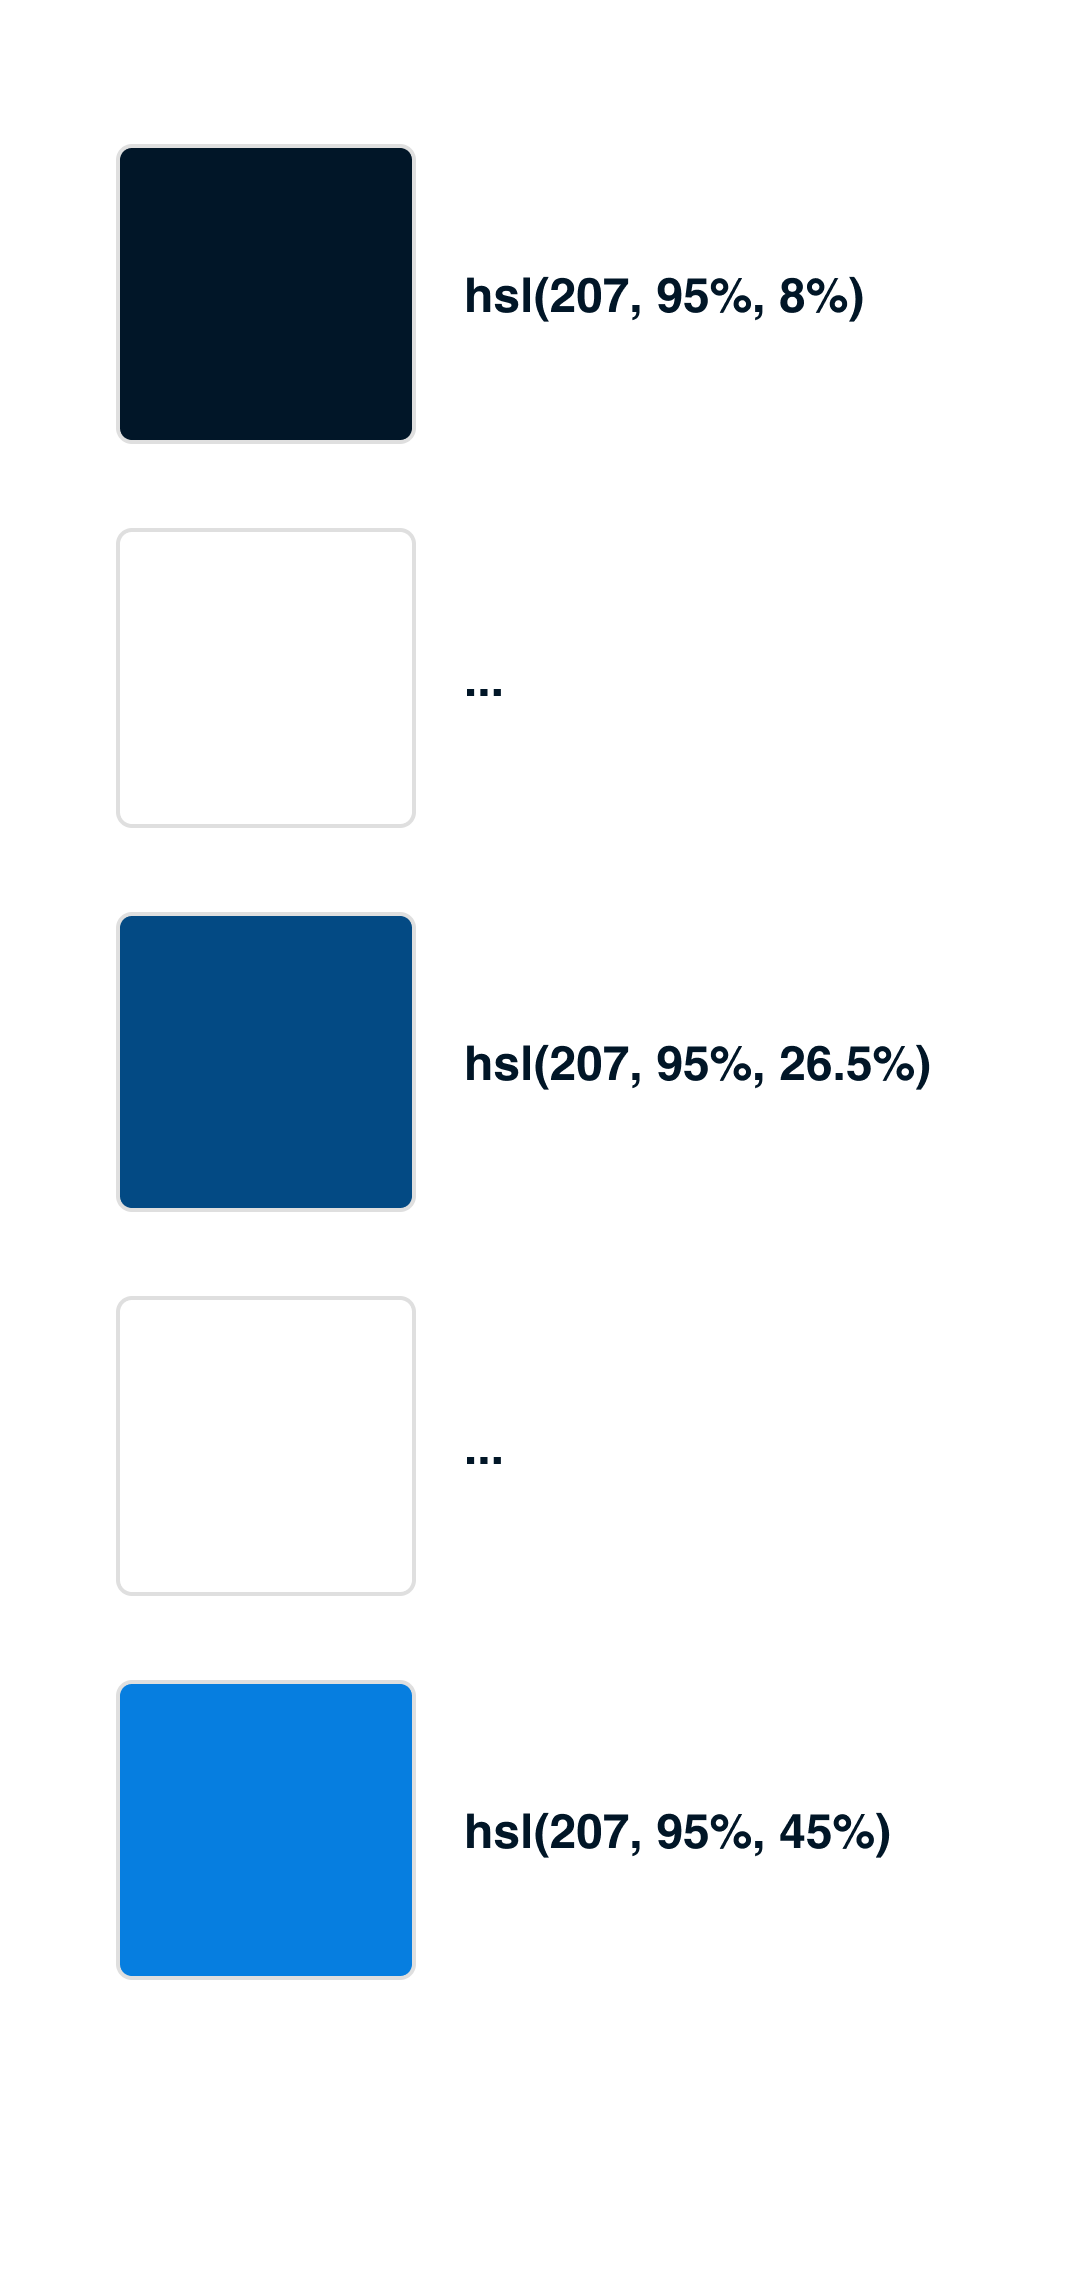 hsl(207, 95%, 8%)
...
hsl(207, 95%, 26.5%)
...
hsl(207, 95%, 45%)